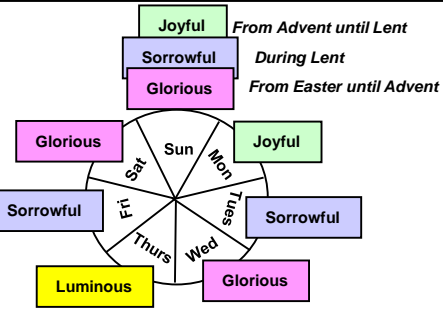 Joyful From Advent until Lent
Sorrowful During Lent
Glorious From Easter until Advent
Glorious
Sun
Joyful
Sat
Mon
Sorrowful
Fri
Tues
Sorrowful
Thurs
Wed
Luminous
Glorious